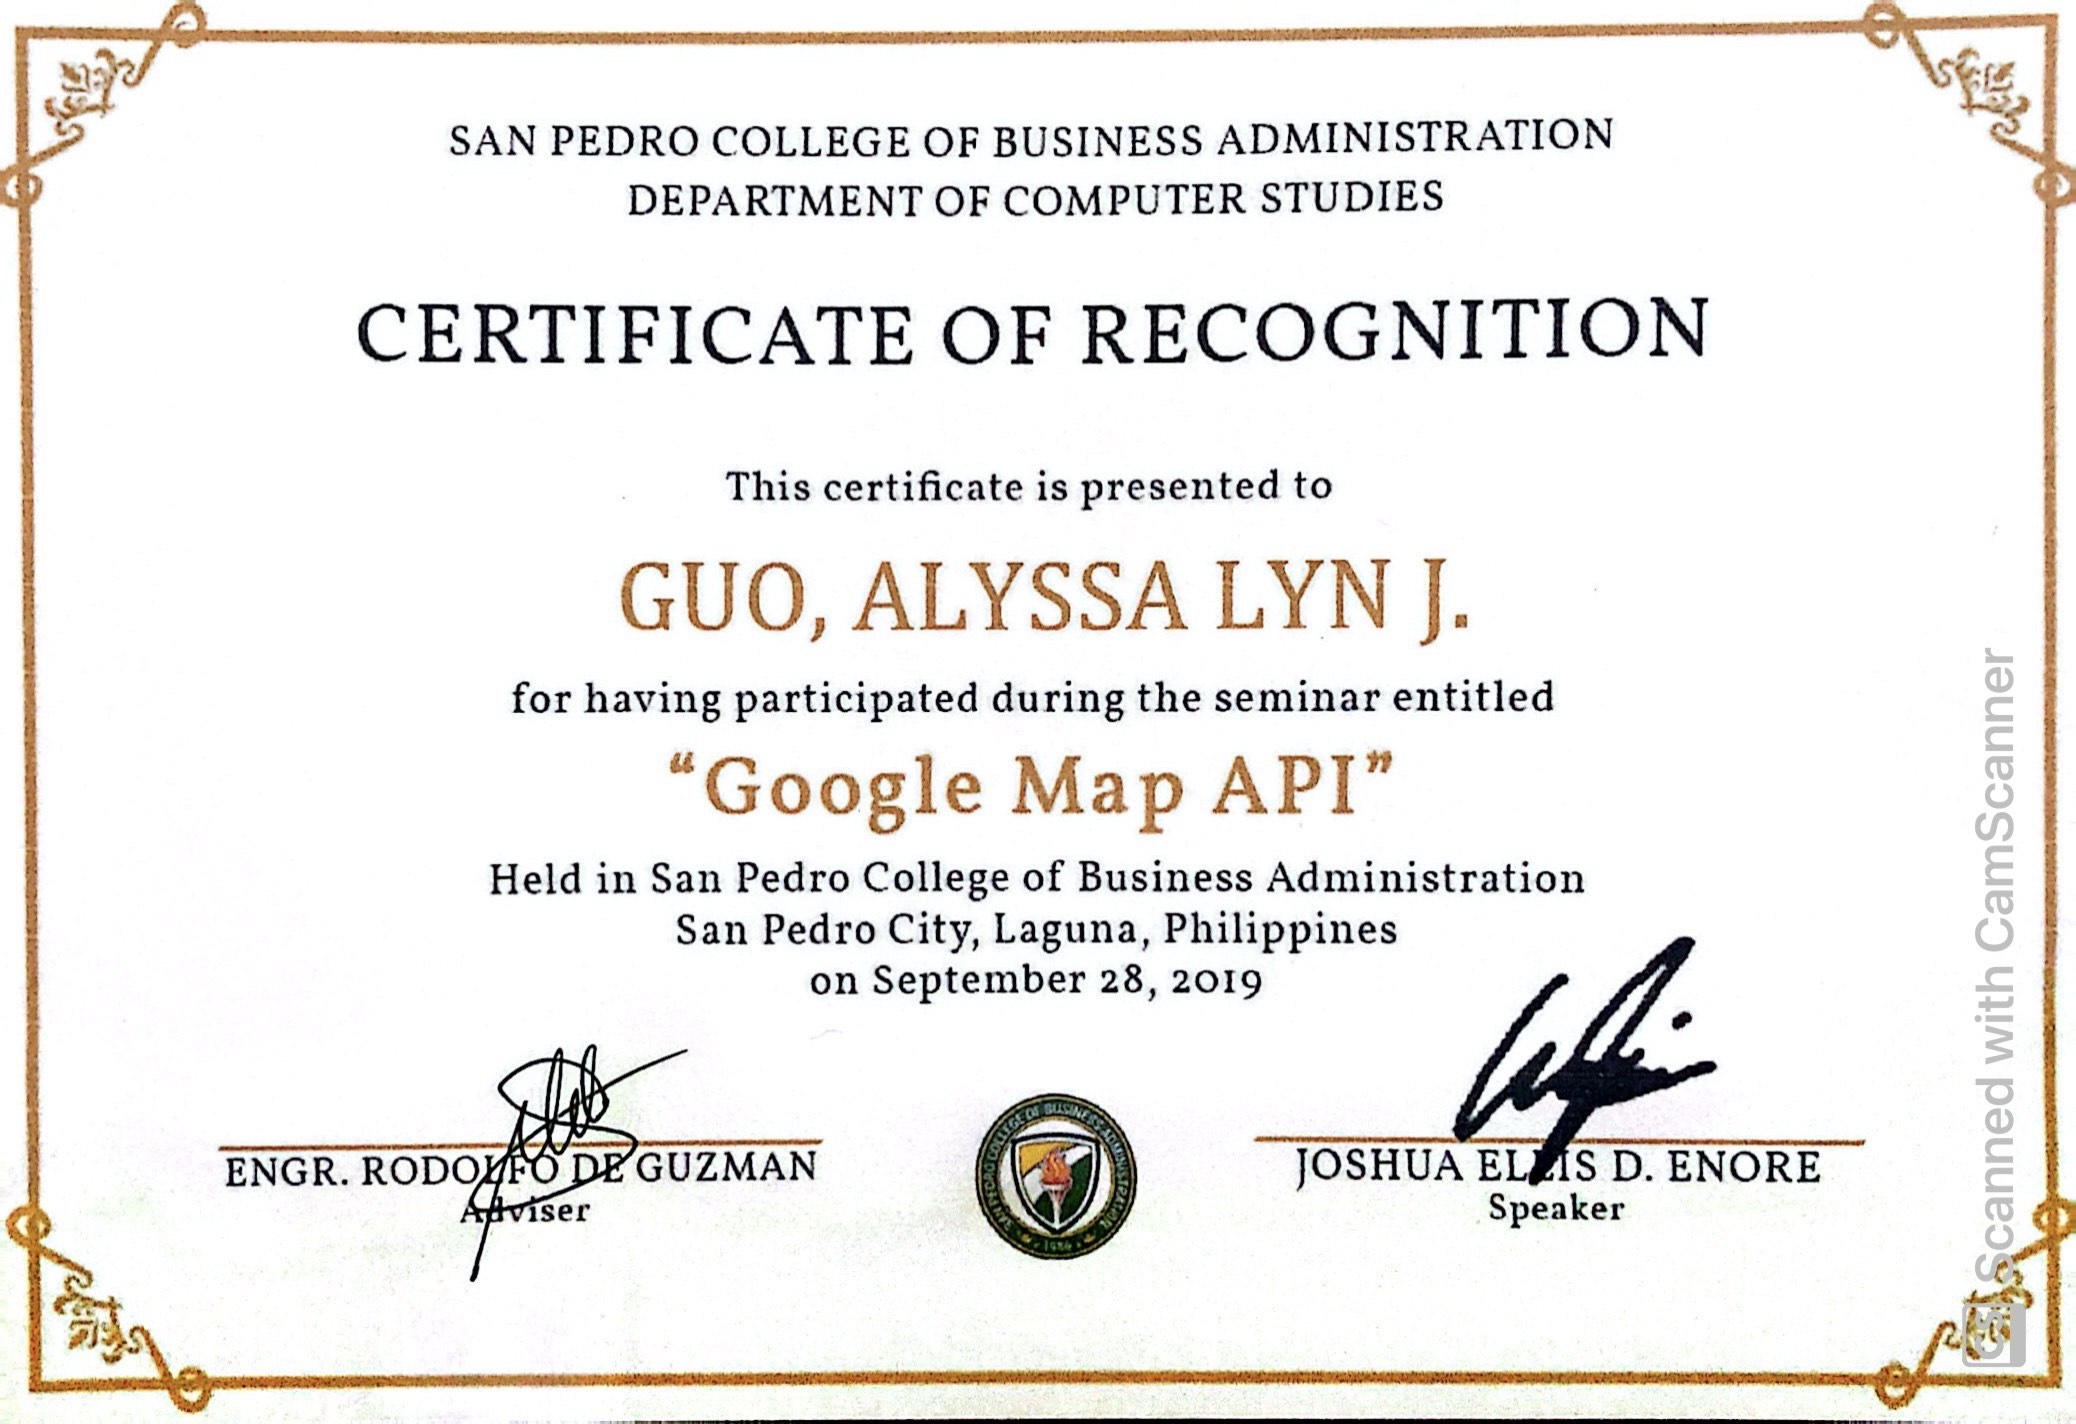 SAN PEDRO COLLEGE OF BUSINESS ADMINISTRATION
DEPARTMENT OF COMPUTER STUDIES
CERTIFICATE OF RECOGNITION
This certificate is presented to
GUO, ALYSSA LYN J.
for having participated during the seminar entitled
“Google Map API”
Held in San Pedro College of Business Administration
San Pedro City, Laguna, Philippines
on September 28, 2019
ENGR. RODOLFO DE GUZMAN
Adviser
SAN PEDRO COLLEGE OF BUSINESS ADMINISTRATION
JOSHUA ELLIS D. ENORE
Speaker
CS Scanned with CamScanner